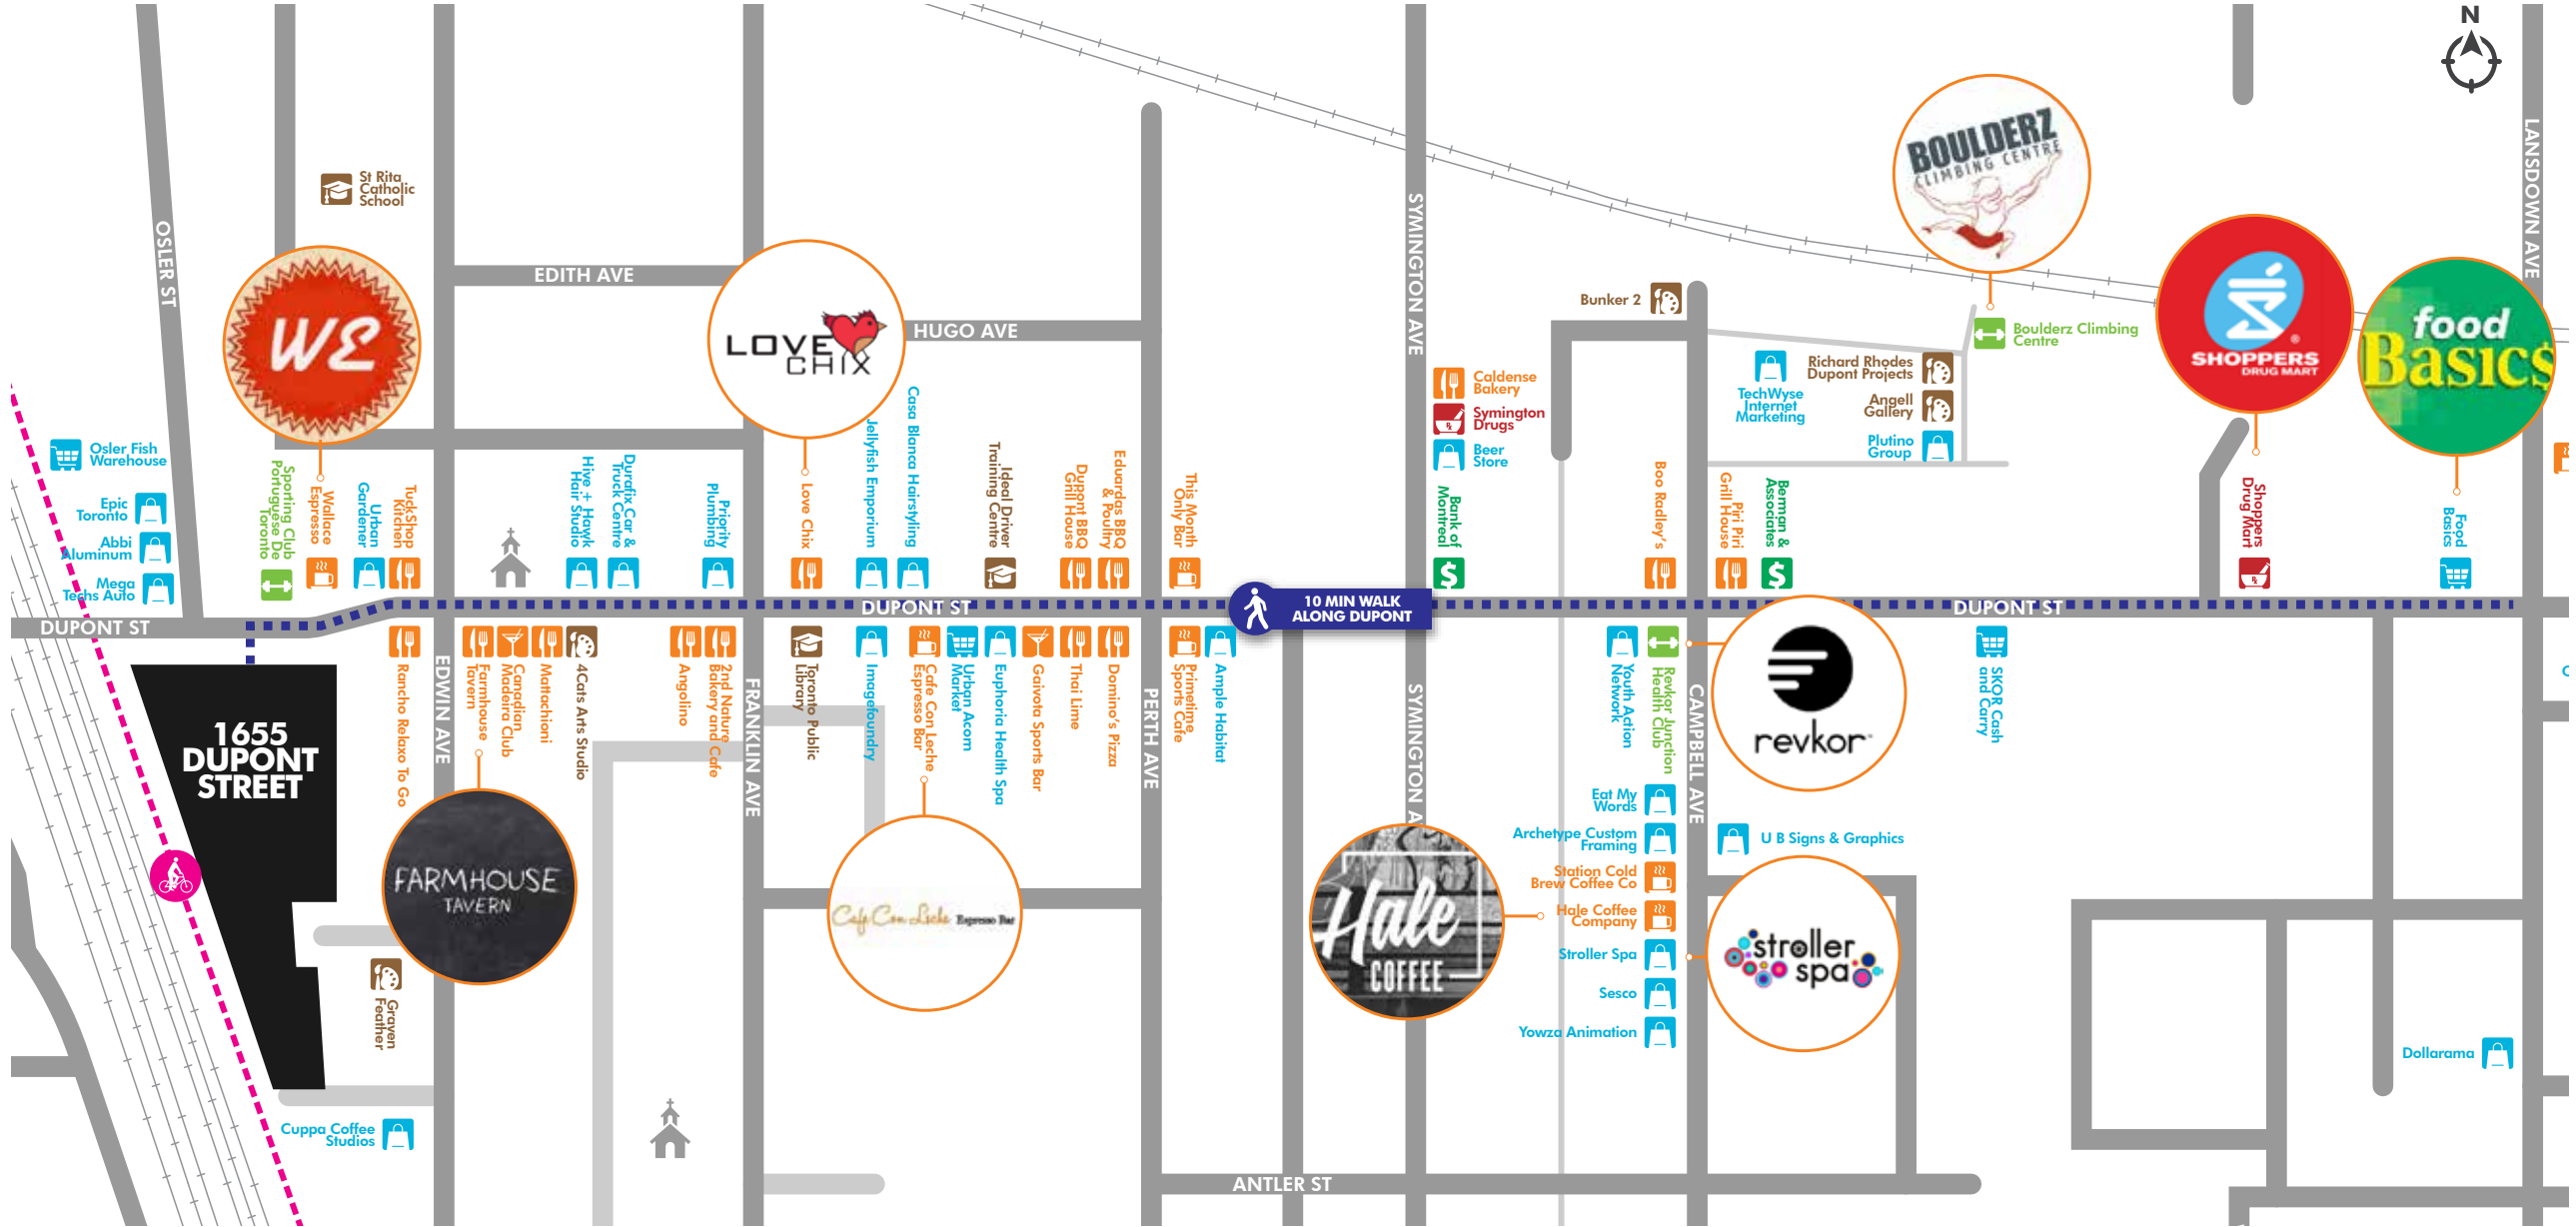 N
BOULDERZ
CLIMBING CENTRE
LANSDOWN AVE
St Rita
Catholic
School
OSLER ST
EDITH AVE
WE
LOVE
CHIX
HUGO AVE
SYMINGTON AVE
Bunker 2
Boulderz Climbing
Centre
SHOPPERS
DRUG MART
food
Basics
TechWyse
Internet
Marketing
Richard Rhodes
Dupont Projects
Angell
Gallery
Plutino
Group
Caldense
Bakery
Symington
Drugs
Beer
Store
Osler Fish
Warehouse
Epic
Toronto
Abbi
Aluminum
Mega
Techs Auto
Sporting Club
Portuguese De
Toronto
Wallace
Espresso
Urban
Gardener
TuckShop
Kitchen
Hive + Hawk
Hair Studio
Durafix Car &
Truck Centre
Priority
Plumbing
Love Chix
Jellyfish Emporium
Casa Blanca Hairstyling
Ideal Driver
Training Centre
Dupont BBQ
Grill House
Eduardas BBQ
& Poultry
This Month
Only Bar
Bank of
Montreal
Boo Radley's
Piri Piri
Grill House
Berman &
Associates
Shoppers
Drug Mart
Food
Basics
DUPONT ST
DUPONT ST
10 MIN WALK
ALONG DUPONT
DUPONT ST
1655
DUPONT
STREET
Rancho Relaxo To Go
EDWIN AVE
Farmhouse
Tavern
Canadian
Madeira Club
Mattachioni
4Cats Arts Studio
Angolino
2nd Nature
Bakery and Cafe
FRANKLIN AVE
Toronto Public
Library
Imagefoundry
Cafe Con Leche
Espresso Bar
Urban Acorn
Market
Euphoria Health Spa
Gaivota Sports Bar
Thai Lime
Domino's Pizza
PERTH AVE
Primetime
Sports Cafe
Ample Habitat
SYMINGTON A
Youth Action
Network
Revkor Junction
Health Club
CAMPBELL AVE
revkor
SKOR Cash
and Carry
Eat My
Words
Archetype Custom
Framing
U B Signs & Graphics
Station Cold
Brew Coffee Co
Hale Coffee
Company
Stroller Spa
Sesco
Yowza Animation
FARMHOUSE
TAVERN
Cafe Con Leche Espresso Bar
Hale
COFFEE
stroller
spa
Graven
Feather
Dollarama
Cuppa Coffee
Studios
ANTLER ST